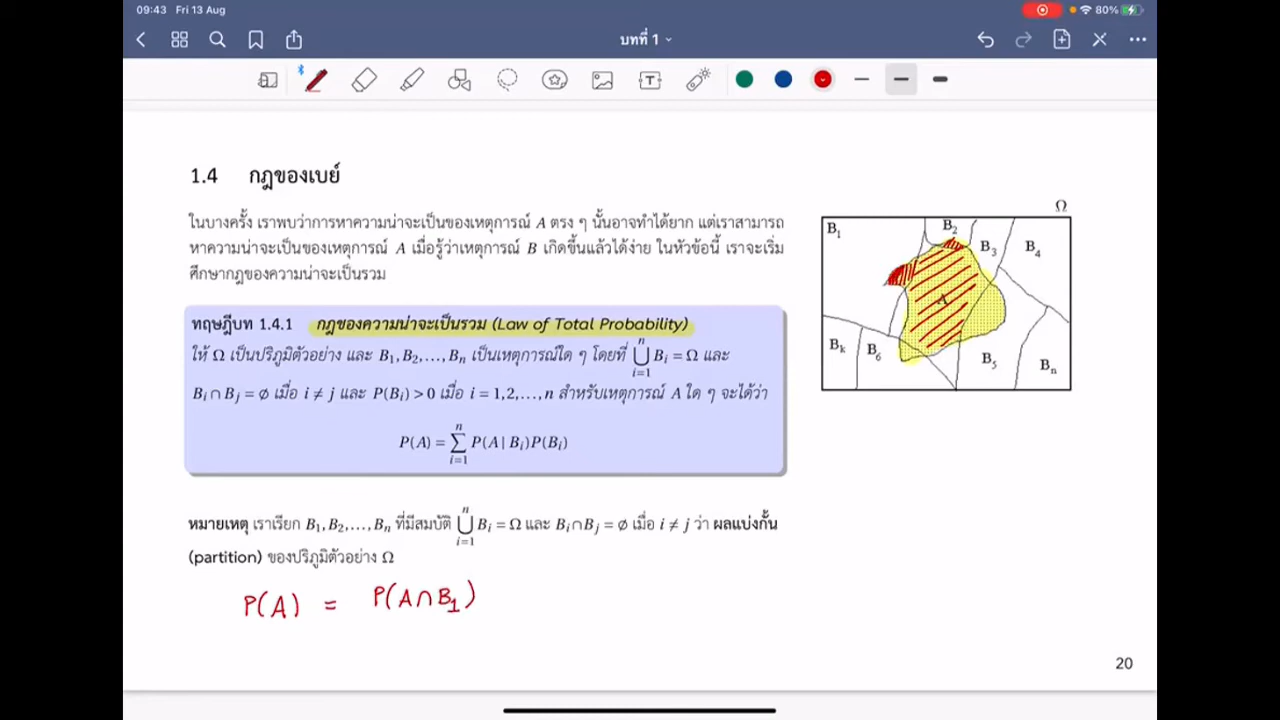 09:43 Fri 13 Aug
80%
บทที่ 1
1.4 กฎของเบย์
ในบางครั้ง เราพบว่าการหาความน่าจะเป็นของเหตุการณ์ A ตรง ๆ นั้นอาจทำได้ยาก แต่เราสามารถ
หาความน่าจะเป็นของเหตุการณ์ A เมื่อรู้ว่าเหตุการณ์ B เกิดขึ้นแล้วได้ง่าย ในหัวข้อนี้ เราจะเริ่ม
ศึกษากฎของความน่าจะเป็นรวม
ทฤษฎีบท 1.4.1 กฎของความน่าจะเป็นรวม (Law of Total Probability)
ให้ Ω เป็นปริภูมิตัวอย่าง และ B₁, B₂, …, Bₙ เป็นเหตุการณ์ใด ๆ โดยที่ ⋃ⁿᵢ₌₁ Bᵢ = Ω และ
Bᵢ ∩ Bⱼ = ∅ เมื่อ i ≠ j และ P(Bᵢ) > 0 เมื่อ i = 1,2,…,n สำหรับเหตุการณ์ A ใด ๆ จะได้ว่า
P(A) = ∑ⁿᵢ₌₁ P(A | Bᵢ)P(Bᵢ)
หมายเหตุ เราเรียก B₁, B₂, …, Bₙ ที่มีสมบัติ ⋃ⁿᵢ₌₁ Bᵢ = Ω และ Bᵢ ∩ Bⱼ = ∅ เมื่อ i ≠ j ว่า ผลแบ่งกั้น
(partition) ของปริภูมิตัวอย่าง Ω
P(A) = P(A∩B₁)
Ω
B₁
B₂
B₃
B₄
A
Bₖ
B₆
B₅
Bₙ
20